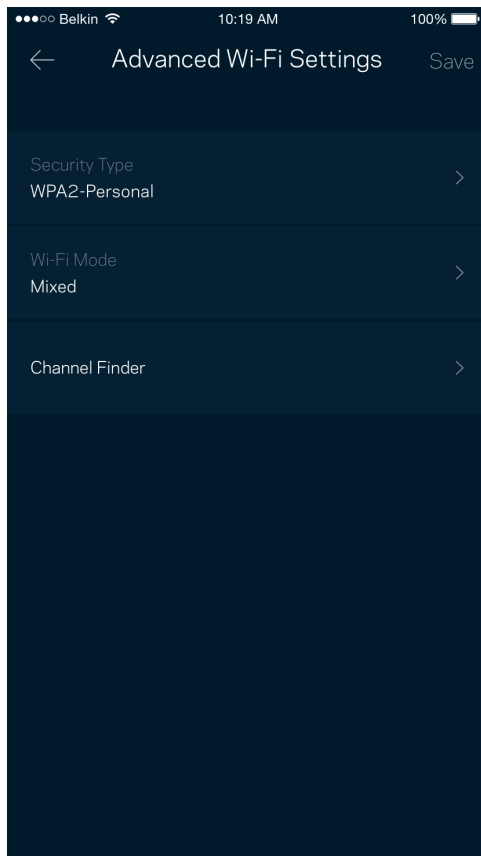 Belkin 10:19 AM 100%
Advanced Wi-Fi Settings Save
Security Type
WPA2-Personal
Wi-Fi Mode
Mixed
Channel Finder